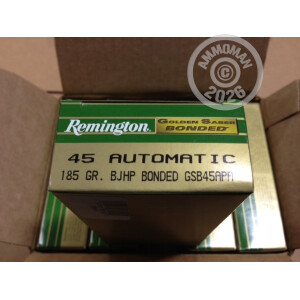 AMMOMAN
2026
Remington
GOLDEN SABER
BONDED
45 AUTOMATIC
185 GR. BJHP BONDED GSB45APA